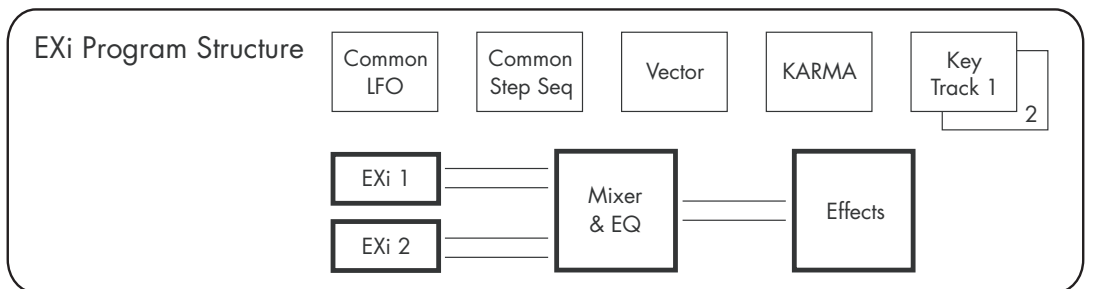 EXi Program Structure
Common
LFO
Common
Step Seq
Vector
KARMA
Key
Track 1
2
EXi 1
EXi 2
Mixer
& EQ
Effects